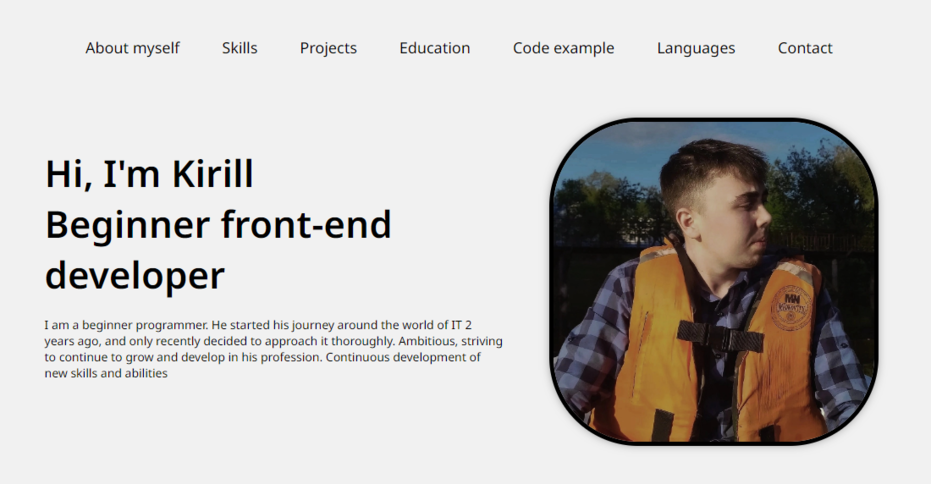 About myself Skills Projects Education Code example Languages Contact
Hi, I'm Kirill
Beginner front-end
developer
I am a beginner programmer. He started his journey around the world of IT 2
years ago, and only recently decided to approach it thoroughly. Ambitious, striving
to continue to grow and develop in his profession. Continuous development of
new skills and abilities